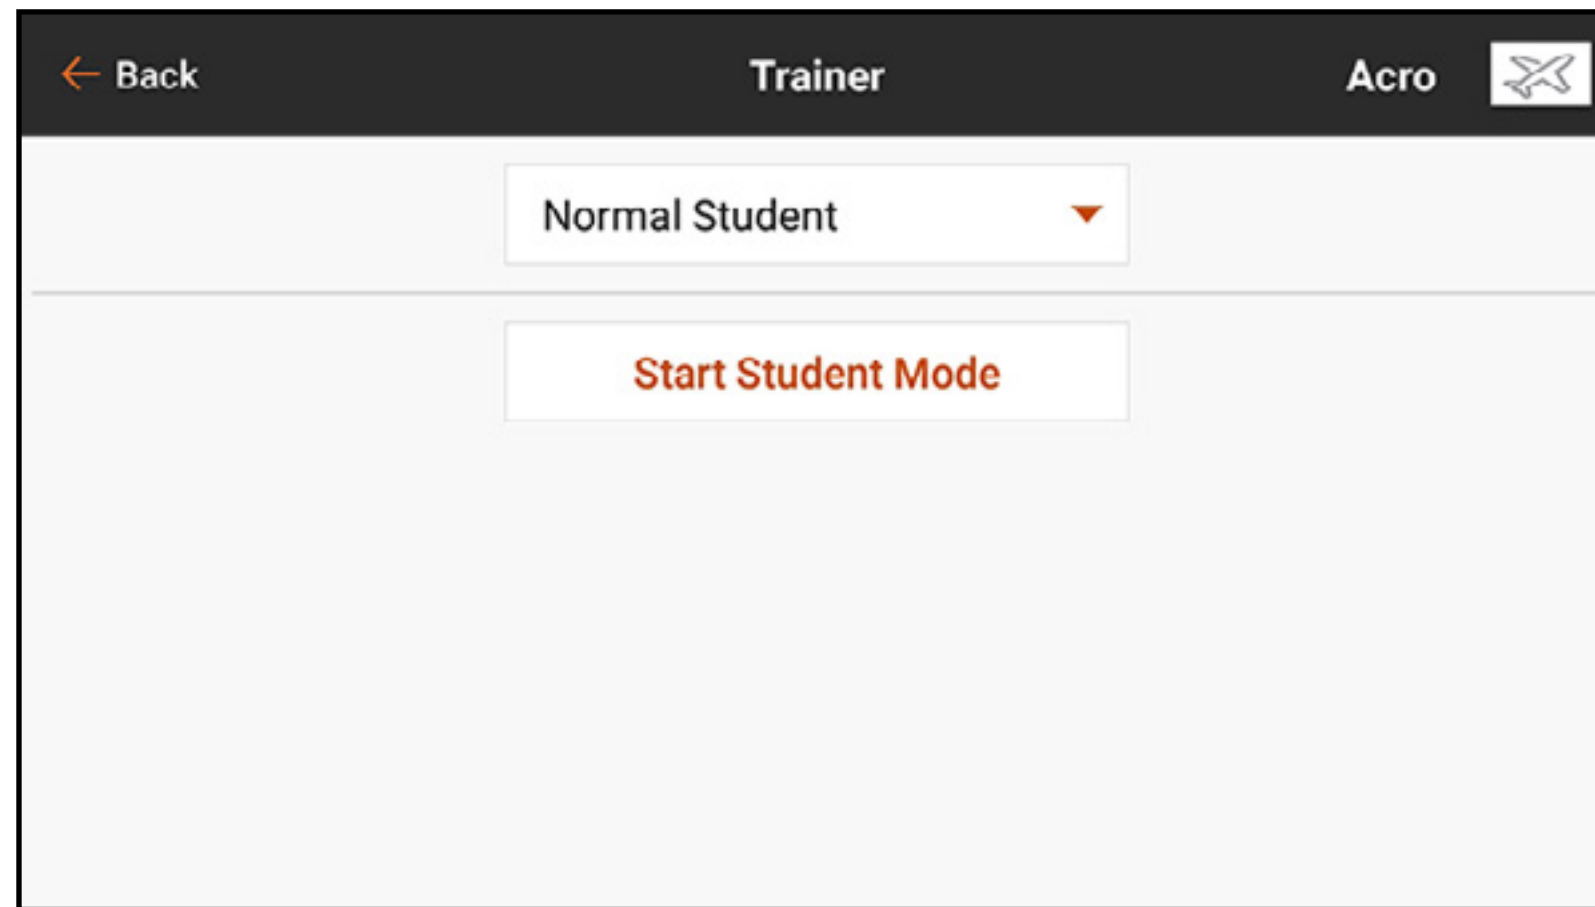 Back
Trainer
Acro
Normal Student
Start Student Mode